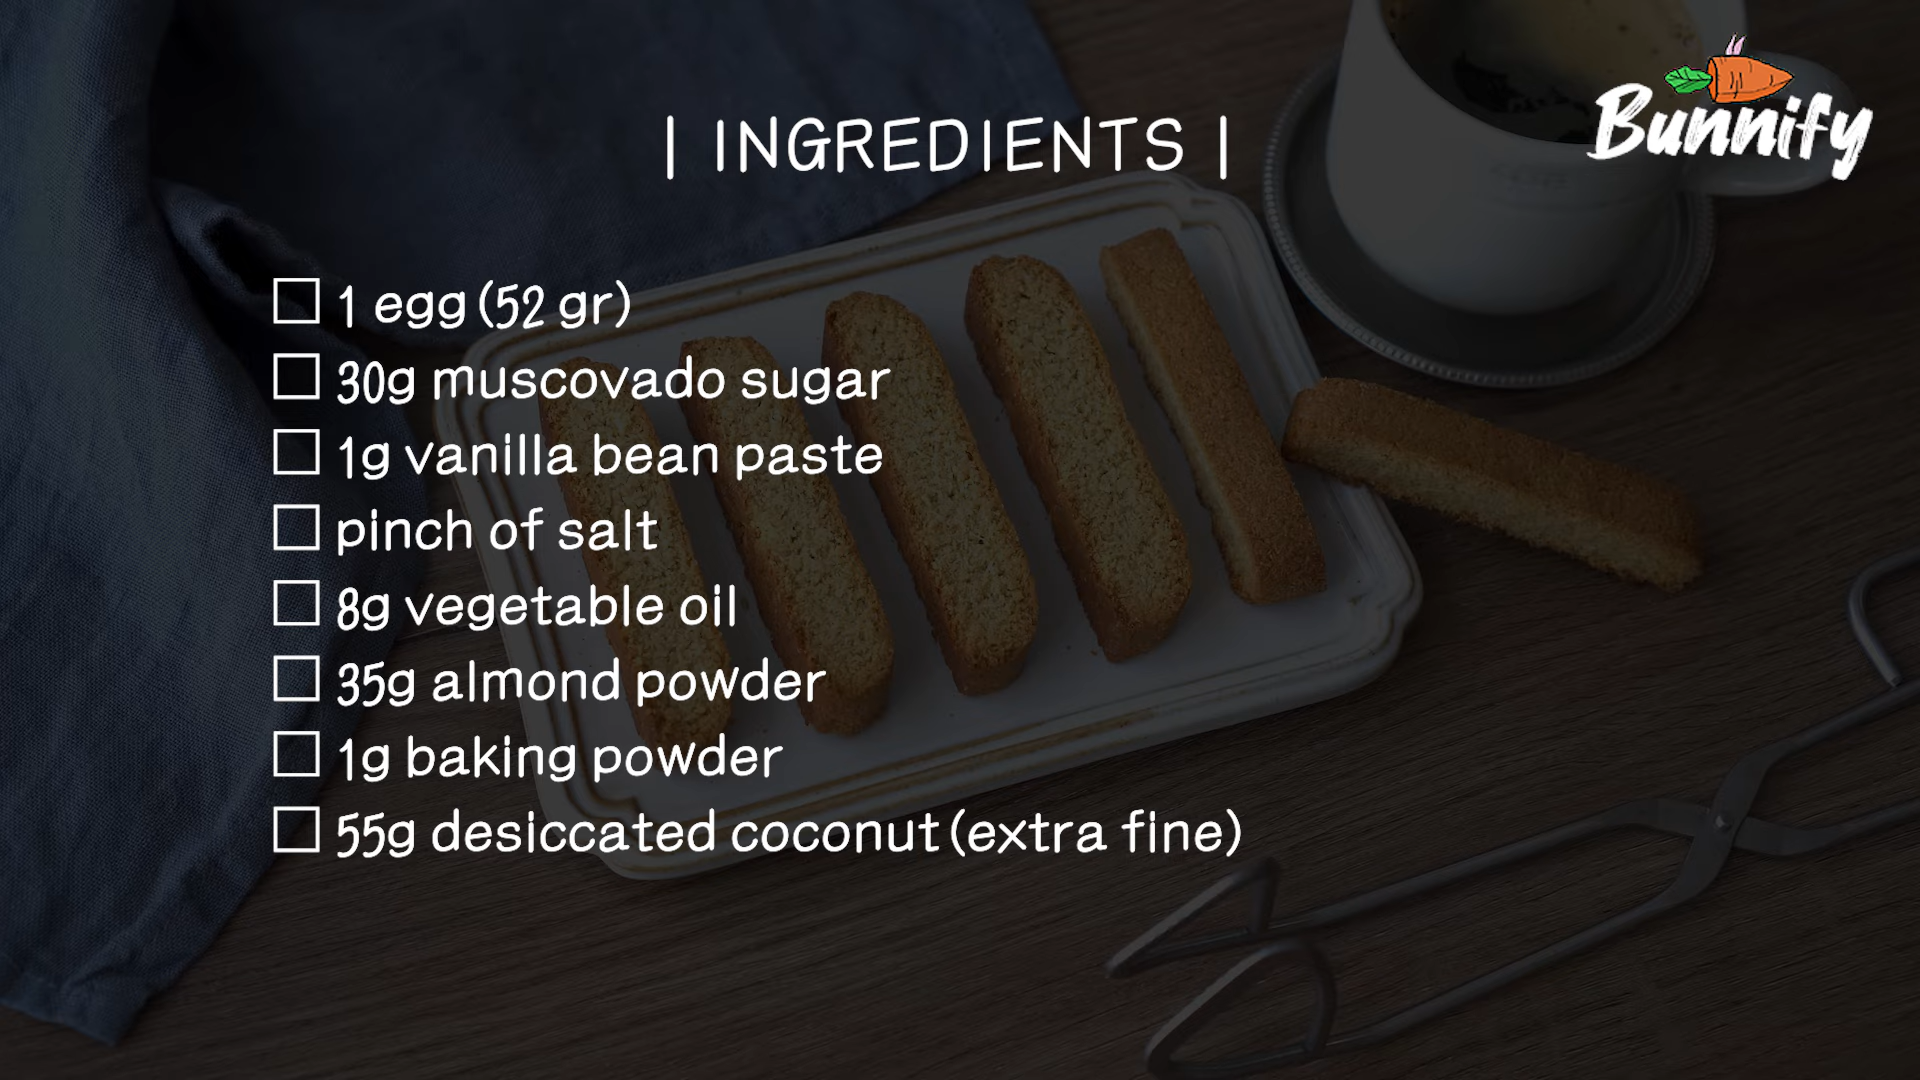 Bunnify
| INGREDIENTS |
1 egg (52 gr)
30g muscovado sugar
1g vanilla bean paste
pinch of salt
8g vegetable oil
35g almond powder
1g baking powder
55g desiccated coconut (extra fine)